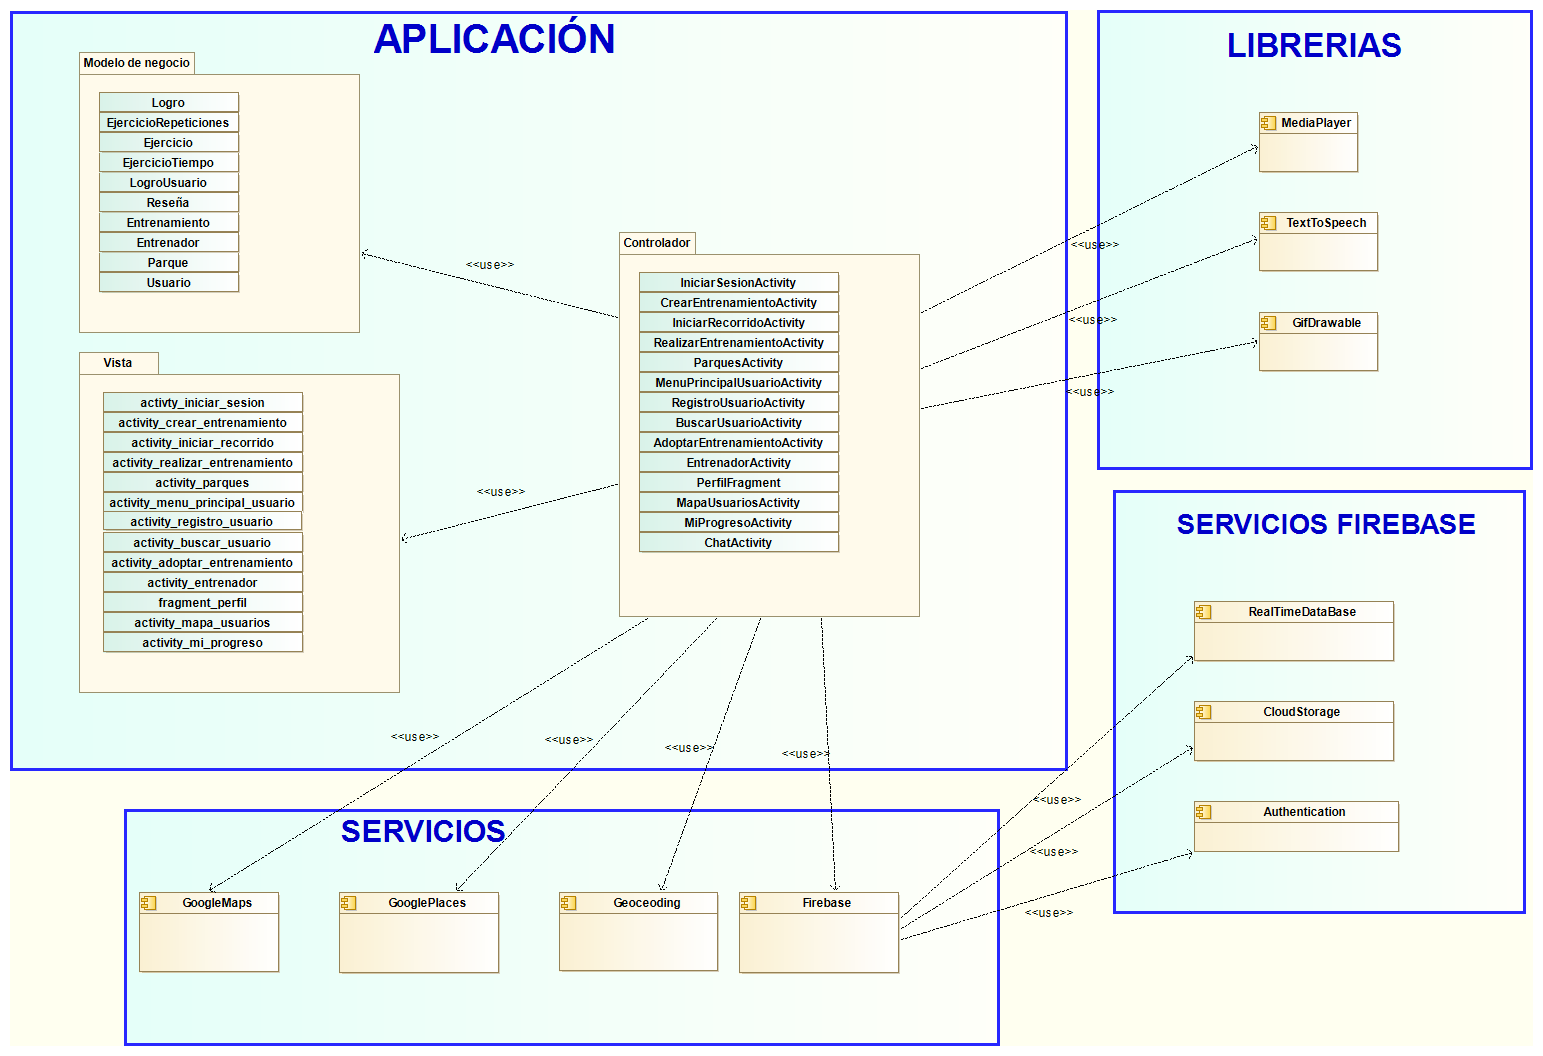 APLICACIÓN
Modelo de negocio
Logro
EjercicioRepeticiones
Ejercicio
EjercicioTiempo
LogroUsuario
Reseña
Entrenamiento
Entrenador
Parque
Usuario
<<use>>
Vista
activty_iniciar_sesion
activity_crear_entrenamiento
activity_iniciar_recorrido
activity_realizar_entrenamiento
activity_parques
activity_menu_principal_usuario
activity_registro_usuario
activity_buscar_usuario
activity_adoptar_entrenamiento
activity_entrenador
fragment_perfil
activity_mapa_usuarios
activity_mi_progreso
<<use>>
Controlador
IniciarSesionActivity
CrearEntrenamientoActivity
IniciarRecorridoActivity
RealizarEntrenamientoActivity
ParquesActivity
MenuPrincipalUsuarioActivity
RegistroUsuarioActivity
BuscarUsuarioActivity
AdoptarEntrenamientoActivity
EntrenadorActivity
PerfilFragment
MapaUsuariosActivity
MiProgresoActivity
ChatActivity
<<use>>
<<use>>
<<use>>
<<use>>
LIBRERIAS
MediaPlayer
TextToSpeech
GifDrawable
<<use>>
<<use>>
<<use>>
SERVICIOS FIREBASE
RealTimeDataBase
CloudStorage
Authentication
<<use>>
<<use>>
<<use>>
SERVICIOS
GoogleMaps
GooglePlaces
Geoceoding
Firebase